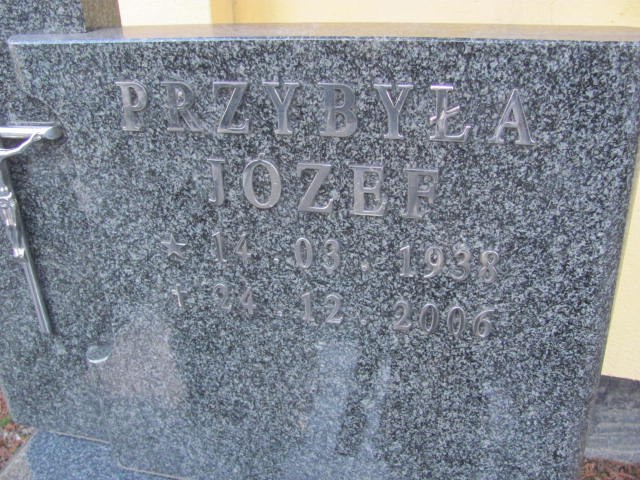 PRZYBYŁA
JOZEF
★ 14.03.1938
† 24.12.2006